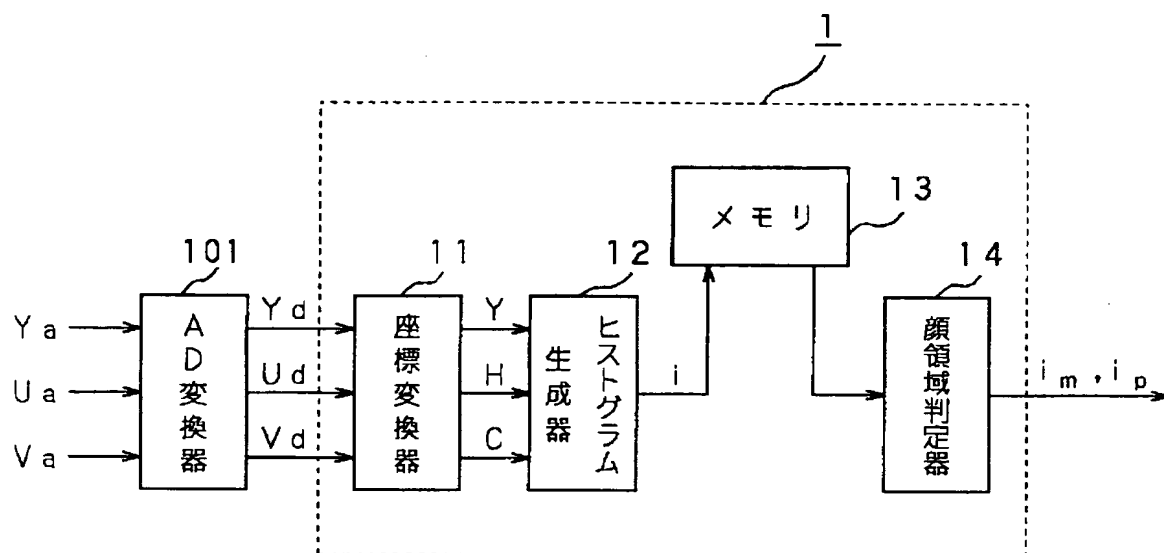 1
メモリ
13
101
11
12
14
Ya
Ua
Va
AD変換器
Yd
Ud
Vd
座標変換器
Y
H
C
ヒストグラム
生成器
i
顔領域判定器
im, ip